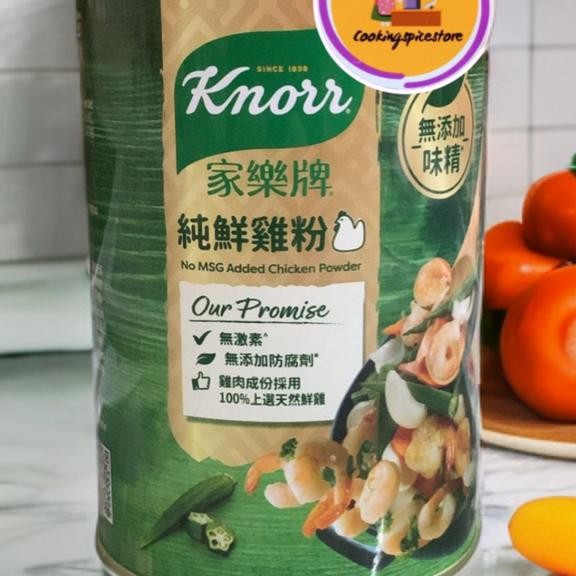 Cookingspicestore
SINCE 1838
Knorr®
家樂牌
無添加
味精*
純鮮雞粉
No MSG Added Chicken Powder
Our Promise
無激素^
無添加防腐劑*
雞肉成份採用
100%上選天然鮮雞